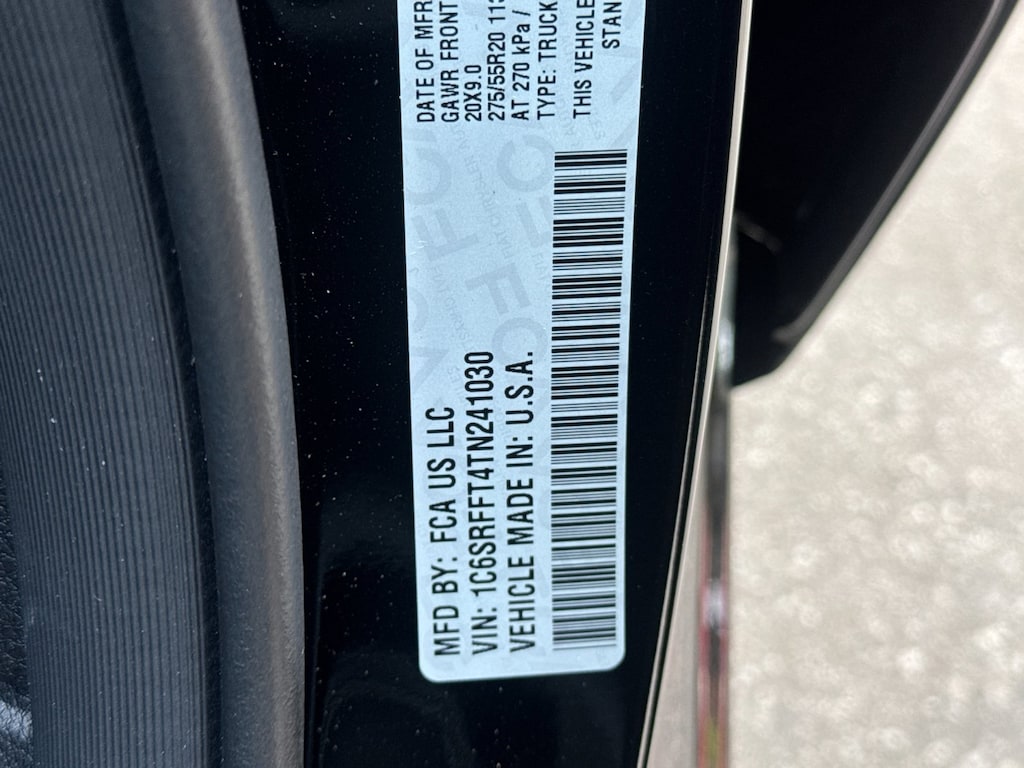 MFD BY: FCA US LLC
VIN: 1C6SRFFT4TN241030
VEHICLE MADE IN: U.S.A.
DATE OF MFR
GAWR FRONT
20X9.0
275/55R20 113
AT 270 kPa /
TYPE: TRUCK
THIS VEHICLE
STAN